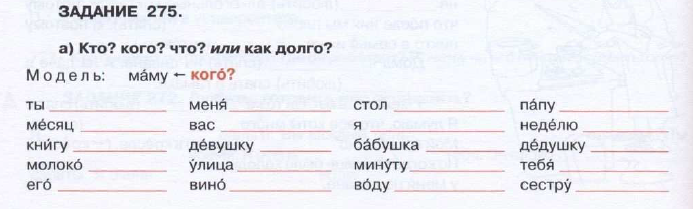 ЗАДАНИЕ 275.
а) Кто? кого? что? или как долго?
Модель: ма́му ← кого́?
ты меня́ стол па́пу
ме́сяц вас я неде́лю
кни́гу де́вушку ба́бушка де́душку
молоко́ у́лица мину́ту тебя́
его́ вино́ во́ду сестру́